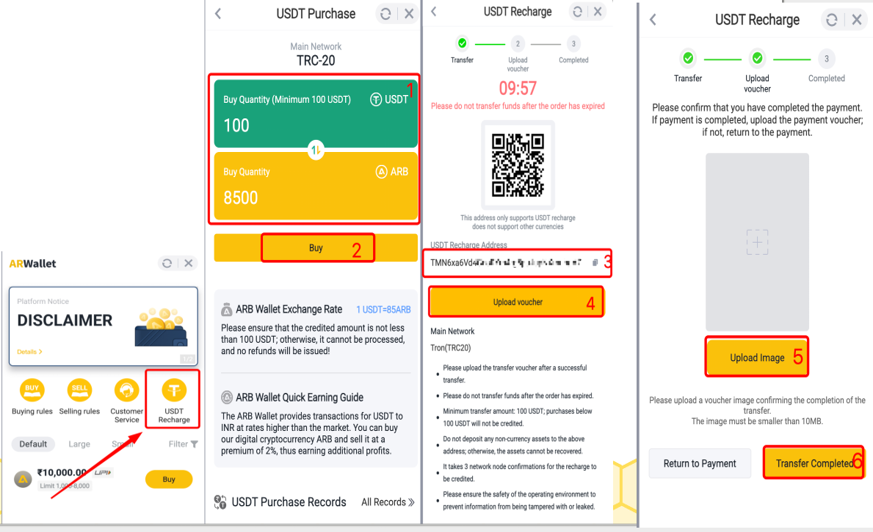 ARWallet
Platform Notice
DISCLAIMER
Details >
1/3
BUY
SELL
Buying rules
Selling rules
Customer
Service
USDT
Recharge
Default
Large
Filter
₹10,000.00
UPI
Limit 1,000-8,000
Buy
USDT Purchase
Main Network
TRC-20
1
Buy Quantity (Minimum 100 USDT)
USDT
100
Buy Quantity
ARB
8500
Buy
2
ARB Wallet Exchange Rate
1 USDT=85ARB
Please ensure that the credited amount is not less
than 100 USDT; otherwise, it cannot be processed,
and no refunds will be issued!
ARB Wallet Quick Earning Guide
The ARB Wallet provides transactions for USDT to
INR at rates higher than the market. You can buy
our digital cryptocurrency ARB and sell it at a
premium of 2%, thus earning additional profits.
USDT Purchase Records
All Records >>
USDT Recharge
2
3
Transfer
Upload
voucher
Completed
09:57
Please do not transfer funds after the order has expired
This address only supports USDT recharge
does not support other currencies
USDT Recharge Address
TMN6xa6Vd
3
Upload voucher
4
Main Network
Tron(TRC20)
• Please upload the transfer voucher after a successful
transfer.
• Please do not transfer funds after the order has expired.
• Minimum transfer amount: 100 USDT; purchases below
100 USDT will not be credited.
• Do not deposit any non-currency assets to the above
address; otherwise, the assets cannot be recovered.
• It takes 3 network node confirmations for the recharge to
be credited.
• Please ensure the safety of the operating environment to
prevent information from being tampered with or leaked.
USDT Recharge
3
Transfer
Upload
voucher
Completed
Please confirm that you have completed the payment.
If payment is completed, upload the payment voucher;
if not, return to the payment.
Upload Image
5
Please upload a voucher image confirming the completion of the
transfer.
The image must be smaller than 10MB.
Return to Payment
Transfer Completed
6